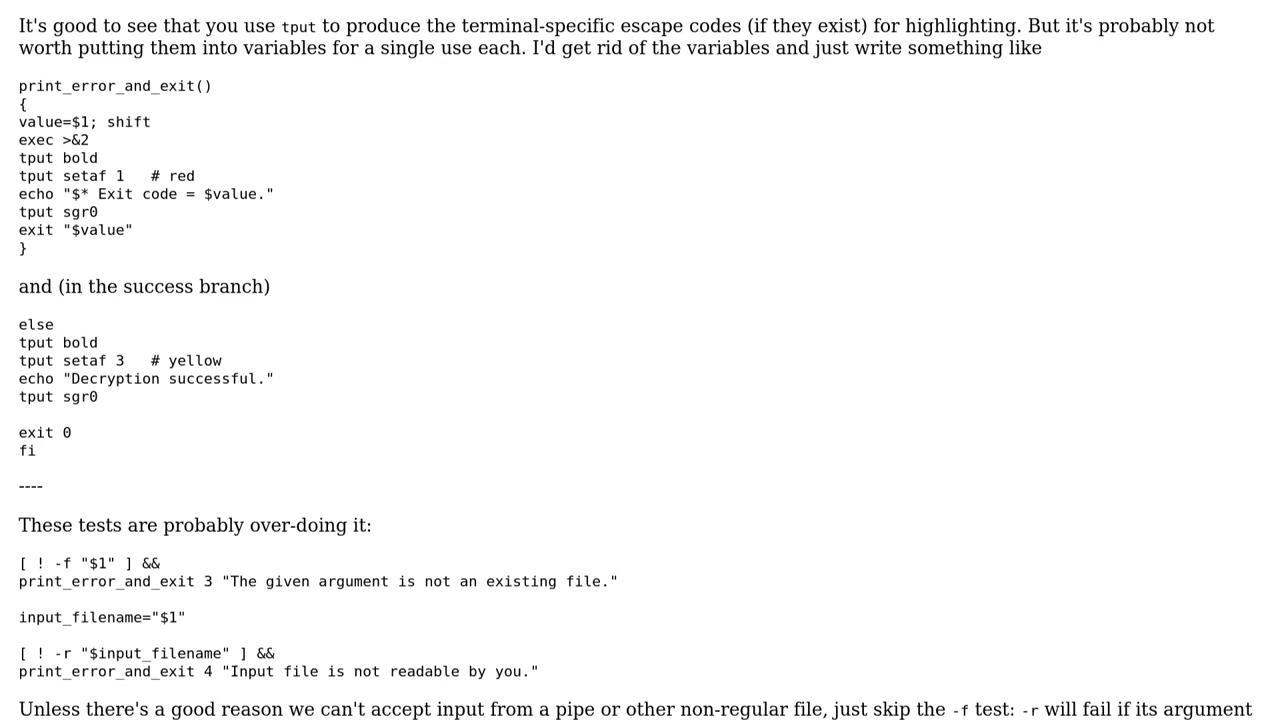 It's good to see that you use tput to produce the terminal-specific escape codes (if they exist) for highlighting. But it's probably not
worth putting them into variables for a single use each. I'd get rid of the variables and just write something like
print_error_and_exit()
{
value=$1; shift
exec >&2
tput bold
tput setaf 1   # red
echo "$* Exit code = $value."
tput sgr0
exit "$value"
}
and (in the success branch)
else
tput bold
tput setaf 3   # yellow
echo "Decryption successful."
tput sgr0
exit 0
fi
----
These tests are probably over-doing it:
[ ! -f "$1" ] &&
print_error_and_exit 3 "The given argument is not an existing file."
input_filename="$1"
[ ! -r "$input_filename" ] &&
print_error_and_exit 4 "Input file is not readable by you."
Unless there's a good reason we can't accept input from a pipe or other non-regular file, just skip the -f test: -r will fail if its argument